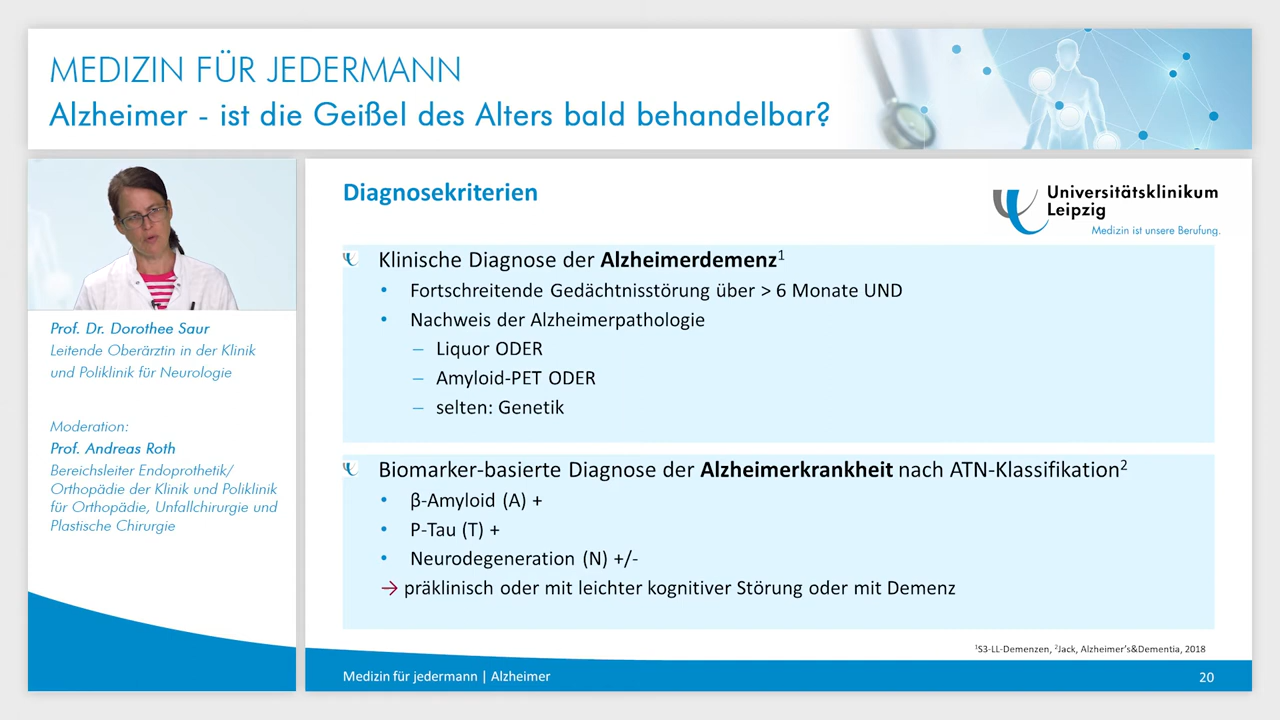 MEDIZIN FÜR JEDERMANN
Alzheimer - ist die Geißel des Alters bald behandelbar?
Prof. Dr. Dorothee Saur
Leitende Oberärztin in der Klinik
und Poliklinik für Neurologie
Moderation:
Prof. Andreas Roth
Bereichsleiter Endoprothetik/
Orthopädie der Klinik und Poliklinik
für Orthopädie, Unfallchirurgie und
Plastische Chirurgie
Diagnosekriterien
Universitätsklinikum
Leipzig
Medizin ist unsere Berufung.
Klinische Diagnose der Alzheimerdemenz¹
• Fortschreitende Gedächtnisstörung über > 6 Monate UND
• Nachweis der Alzheimerpathologie
– Liquor ODER
– Amyloid-PET ODER
– selten: Genetik
Biomarker-basierte Diagnose der Alzheimerkrankheit nach ATN-Klassifikation²
• β-Amyloid (A) +
• P-Tau (T) +
• Neurodegeneration (N) +/-
→ präklinisch oder mit leichter kognitiver Störung oder mit Demenz
¹S3-LL-Demenzen, ²Jack, Alzheimer's&Dementia, 2018
Medizin für jedermann | Alzheimer
20